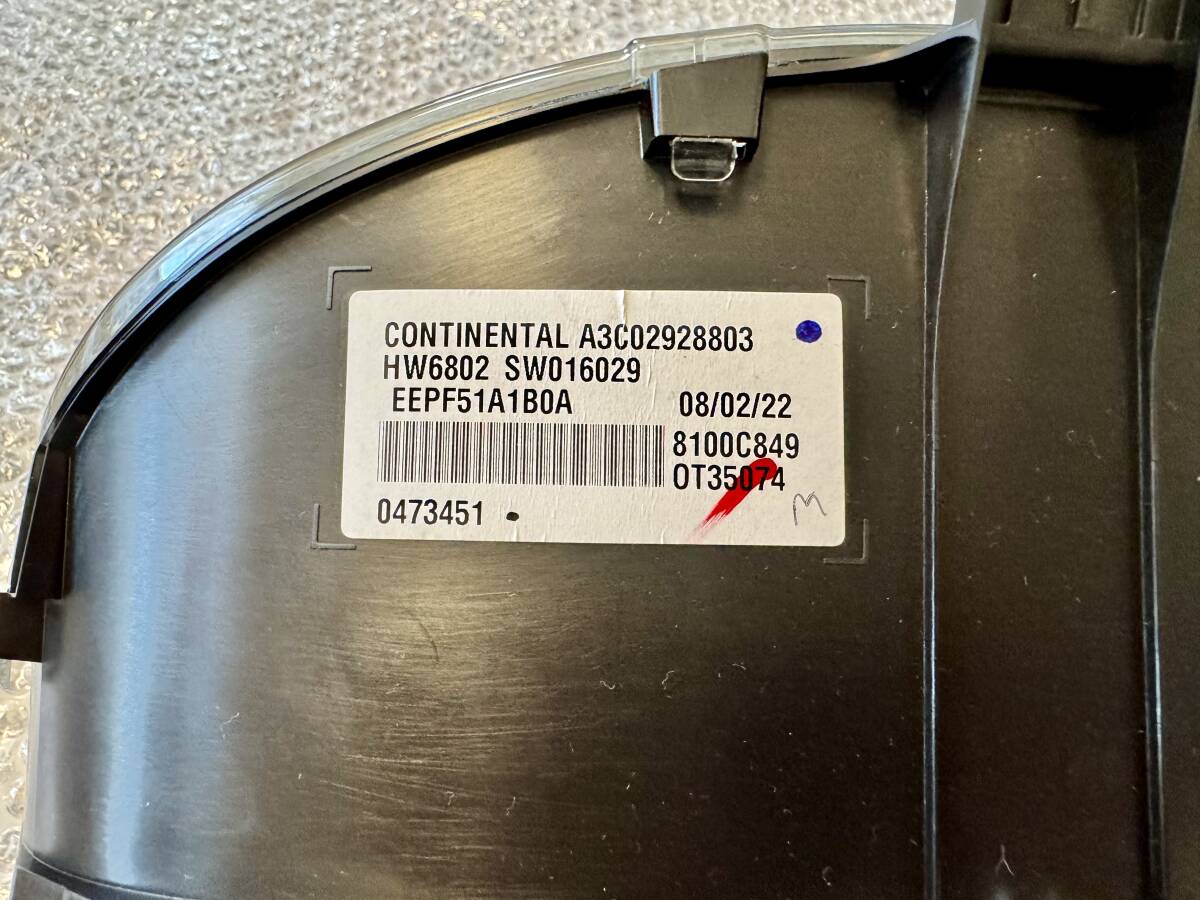 CONTINENTAL A3C02928803
HW6802 SW016029
EEPF51A1B0A 08/02/22
8100C849
OT35074
0473451
M